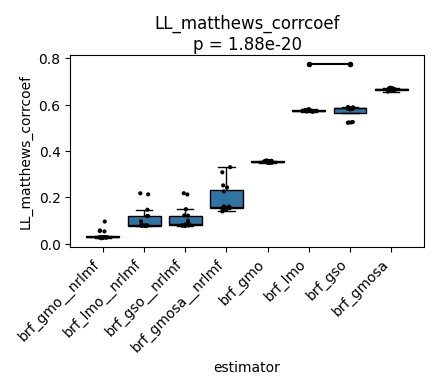 LL_matthews_corrcoef
p = 1.88e-20
LL_matthews_corrcoef
0.8
0.6
0.4
0.2
0.0
brf_gmo__nrlmf
brf_lmo__nrlmf
brf_gso__nrlmf
brf_gmosa__nrlmf
brf_gmo
brf_lmo
brf_gso
brf_gmosa
estimator